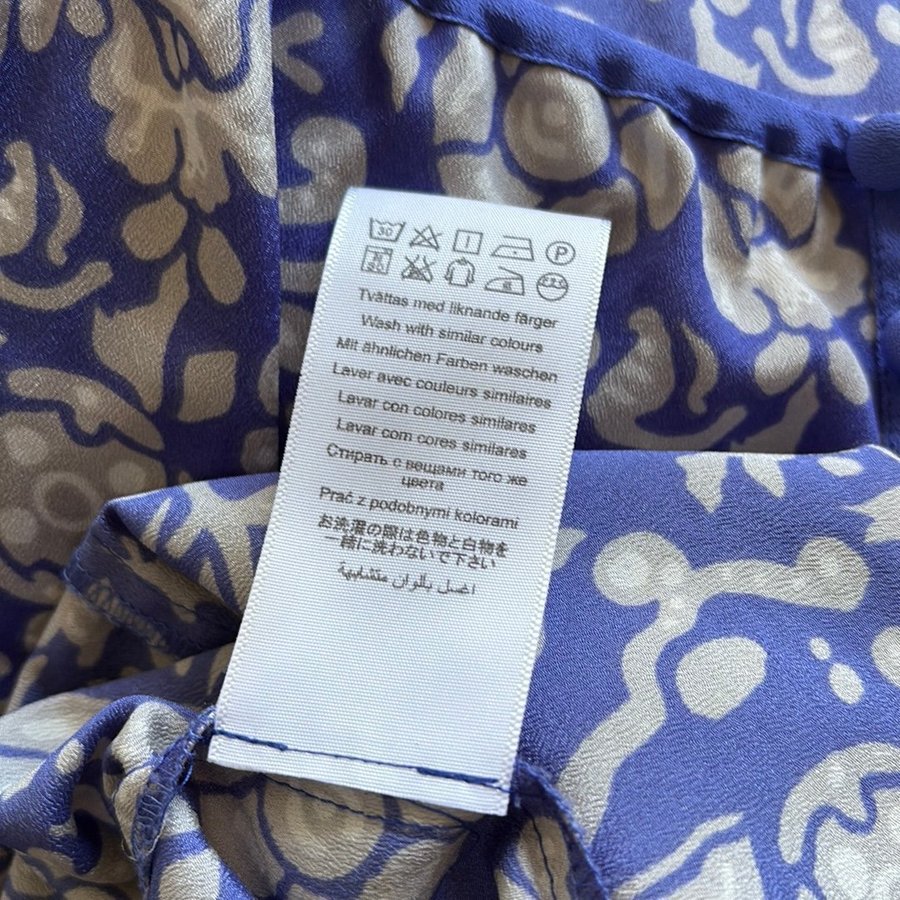 30
P
Tvättas med liknande färger
Wash with similar colours
Mit ähnlichen Farben waschen
Laver avec couleurs similaires
Lavar con colores similares
Lavar com cores similares
Стирать с вещами того же
цвета
Prać z podobnymi kolorami
お洗濯の際は色物と白物を
一緒に洗わないで下さい
اغسل بألوان متشابهة